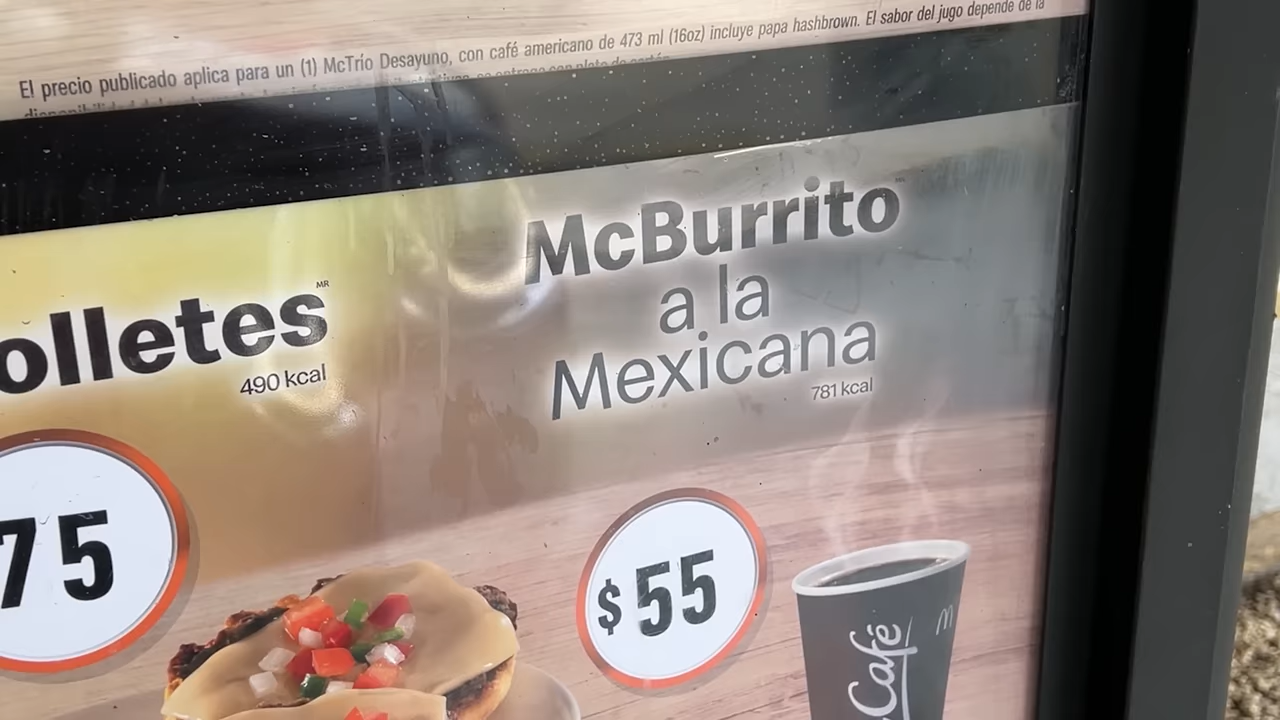 El precio publicado aplica para un (1) McTrío Desayuno, con café americano de 473 ml (16oz) incluye papa hashbrown. El sabor del jugo depende de la
olletes MR
490 kcal
75
McBurrito
a la
Mexicana
781 kcal
$55
Café